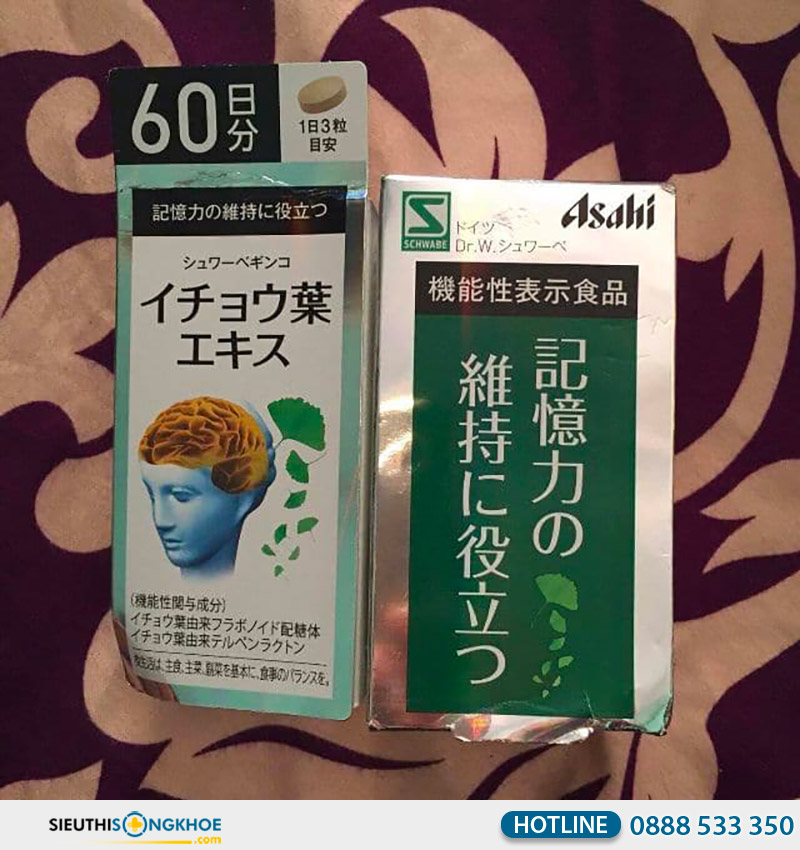 60日分
1日3粒
目安
記憶力の維持に役立つ
シュワーベギンコ
イチョウ葉
エキス
(機能性関与成分)
イチョウ葉由来フラボノイド配糖体
イチョウ葉由来テルペンラクトン
食生活は、主食、主菜、副菜を基本に、食事のバランスを。
SCHWABE
ドイツ
Dr.W.シュワーベ
Asahi
機能性表示食品
記憶力の
維持に役立つ
SIEUTHISONGKHOE
.com
HOTLINE 0888 533 350